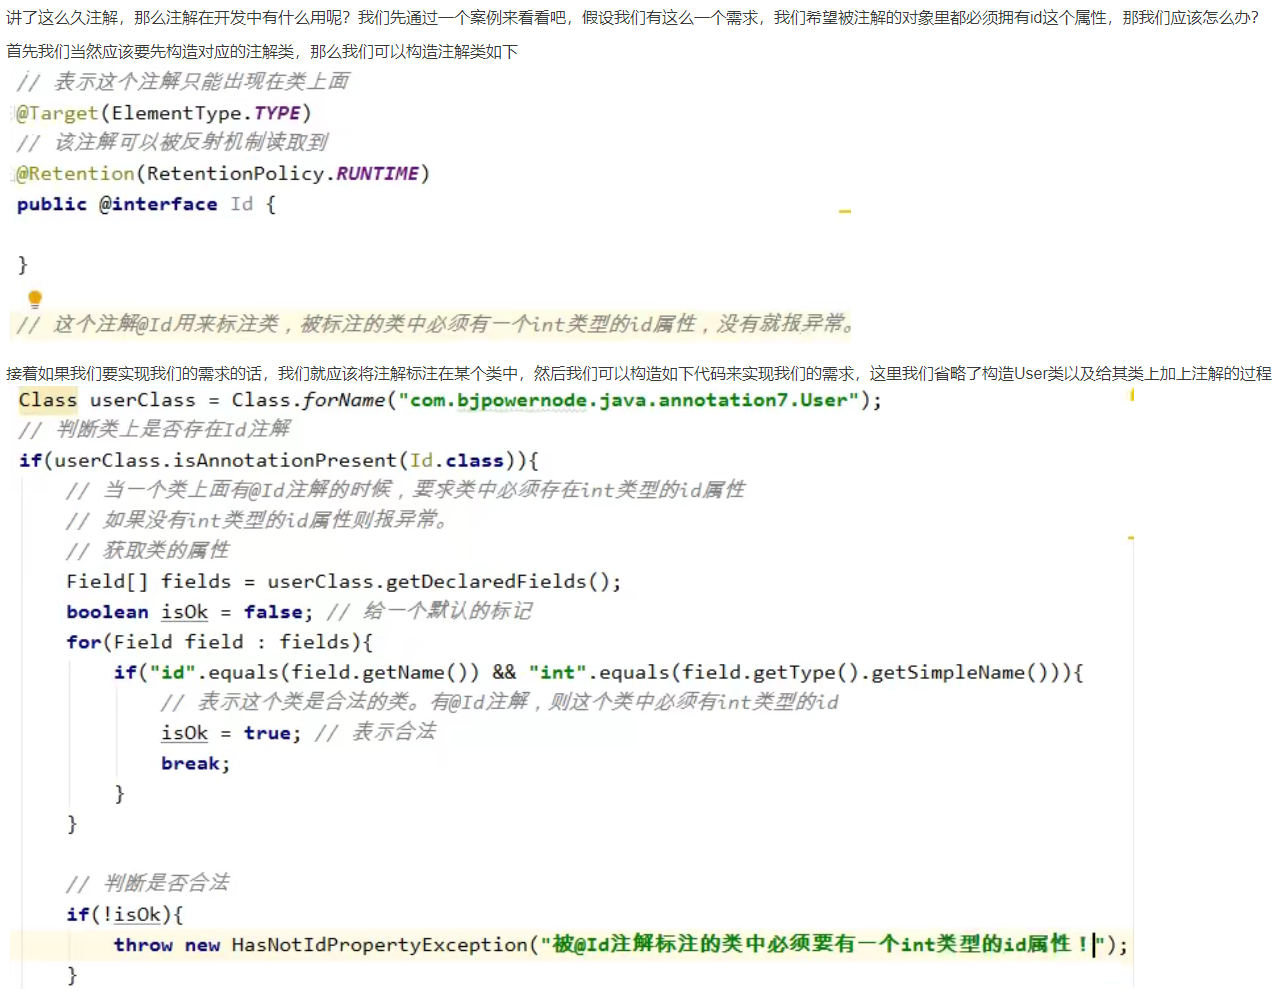 讲了这么久注解，那么注解在开发中有什么用呢？我们先通过一个案例来看看吧，假设我们有这么一个需求，我们希望被注解的对象里都必须拥有id这个属性，那我们应该怎么办？
首先我们当然应该要先构造对应的注解类，那么我们可以构造注解类如下
// 表示这个注解只能出现在类上面
@Target(ElementType.TYPE)
// 该注解可以被反射机制读取到
@Retention(RetentionPolicy.RUNTIME)
public @interface Id {
}
// 这个注解@Id用来标注类，被标注的类中必须有一个int类型的id属性，没有就报异常。
接着如果我们要实现我们的需求的话，我们就应该将注解标注在某个类中，然后我们可以构造如下代码来实现我们的需求，这里我们省略了构造User类以及给其类上加上注解的过程
Class userClass = Class.forName("com.bjpowernode.java.annotation7.User");
// 判断类上是否存在Id注解
if(userClass.isAnnotationPresent(Id.class)){
// 当一个类上面有@Id注解的时候，要求类中必须存在int类型的id属性
// 如果没有int类型的id属性则报异常。
// 获取类的属性
Field[] fields = userClass.getDeclaredFields();
boolean isOk = false; // 给一个默认的标记
for(Field field : fields){
if("id".equals(field.getName()) && "int".equals(field.getType().getSimpleName())){
// 表示这个类是合法的类。有@Id注解，则这个类中必须有int类型的id
isOk = true; // 表示合法
break;
}
}
// 判断是否合法
if(!isOk){
throw new HasNotIdPropertyException("被@Id注解标注的类中必须要有一个int类型的id属性！");
}